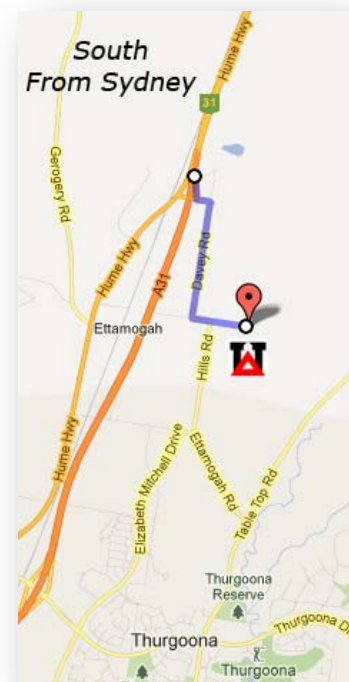 South
From Sydney
Hume Hwy
31
Gerogery Rd
Hume Hwy
A31
Davey Rd
Ettamogah
Hills Rd
Hume Hwy
Elizabeth Mitchell Drive
Ettamogah Rd
Table Top Rd
Thurgoona
Reserve
Thurgoona
Thurgoona Dr
Thurgoona